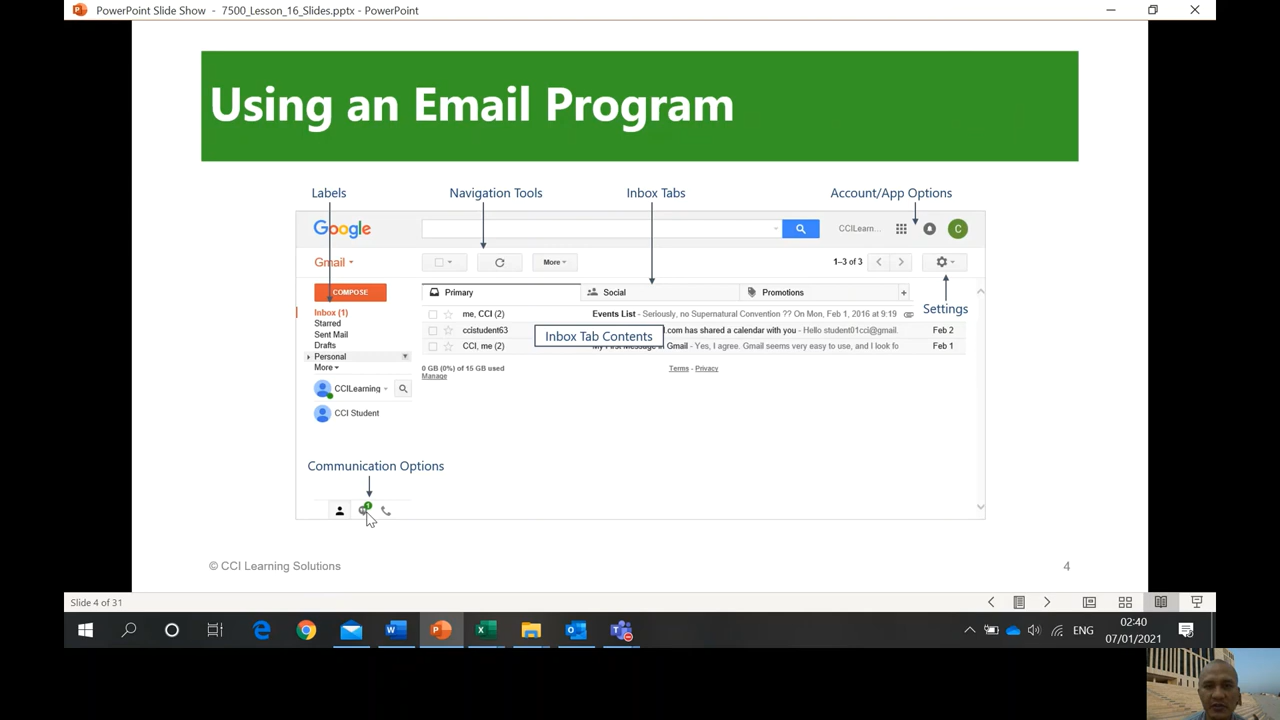 PowerPoint Slide Show - 7500_Lesson_16_Slides.pptx - PowerPoint
Using an Email Program
Labels
Navigation Tools
Inbox Tabs
Account/App Options
Google
CCILearn...
C
Gmail
More
1–3 of 3
COMPOSE
Primary
Social
Promotions
+
Settings
Inbox (1)
Starred
Sent Mail
Drafts
Personal
More
me, CCI (2)
Events List - Seriously, no Supernatural Convention ?? On Mon, Feb 1, 2016 at 9:19
ccistudent63
.com has shared a calendar with you - Hello student01cci@gmail.
Feb 2
Inbox Tab Contents
CCI, me (2)
My First Message in Gmail - Yes, I agree. Gmail seems very easy to use, and I look fo
Feb 1
0 GB (0%) of 15 GB used
Manage
Terms - Privacy
CCILearning
CCI Student
Communication Options
1
© CCI Learning Solutions
4
Slide 4 of 31
ENG
02:40
07/01/2021